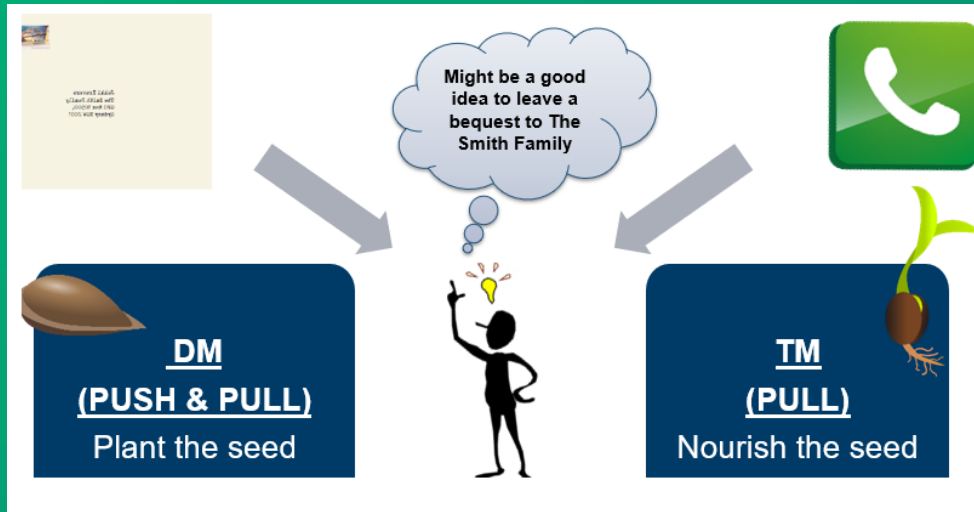 Might be a good
idea to leave a
bequest to The
Smith Family
DM
(PUSH & PULL)
Plant the seed
TM
(PULL)
Nourish the seed